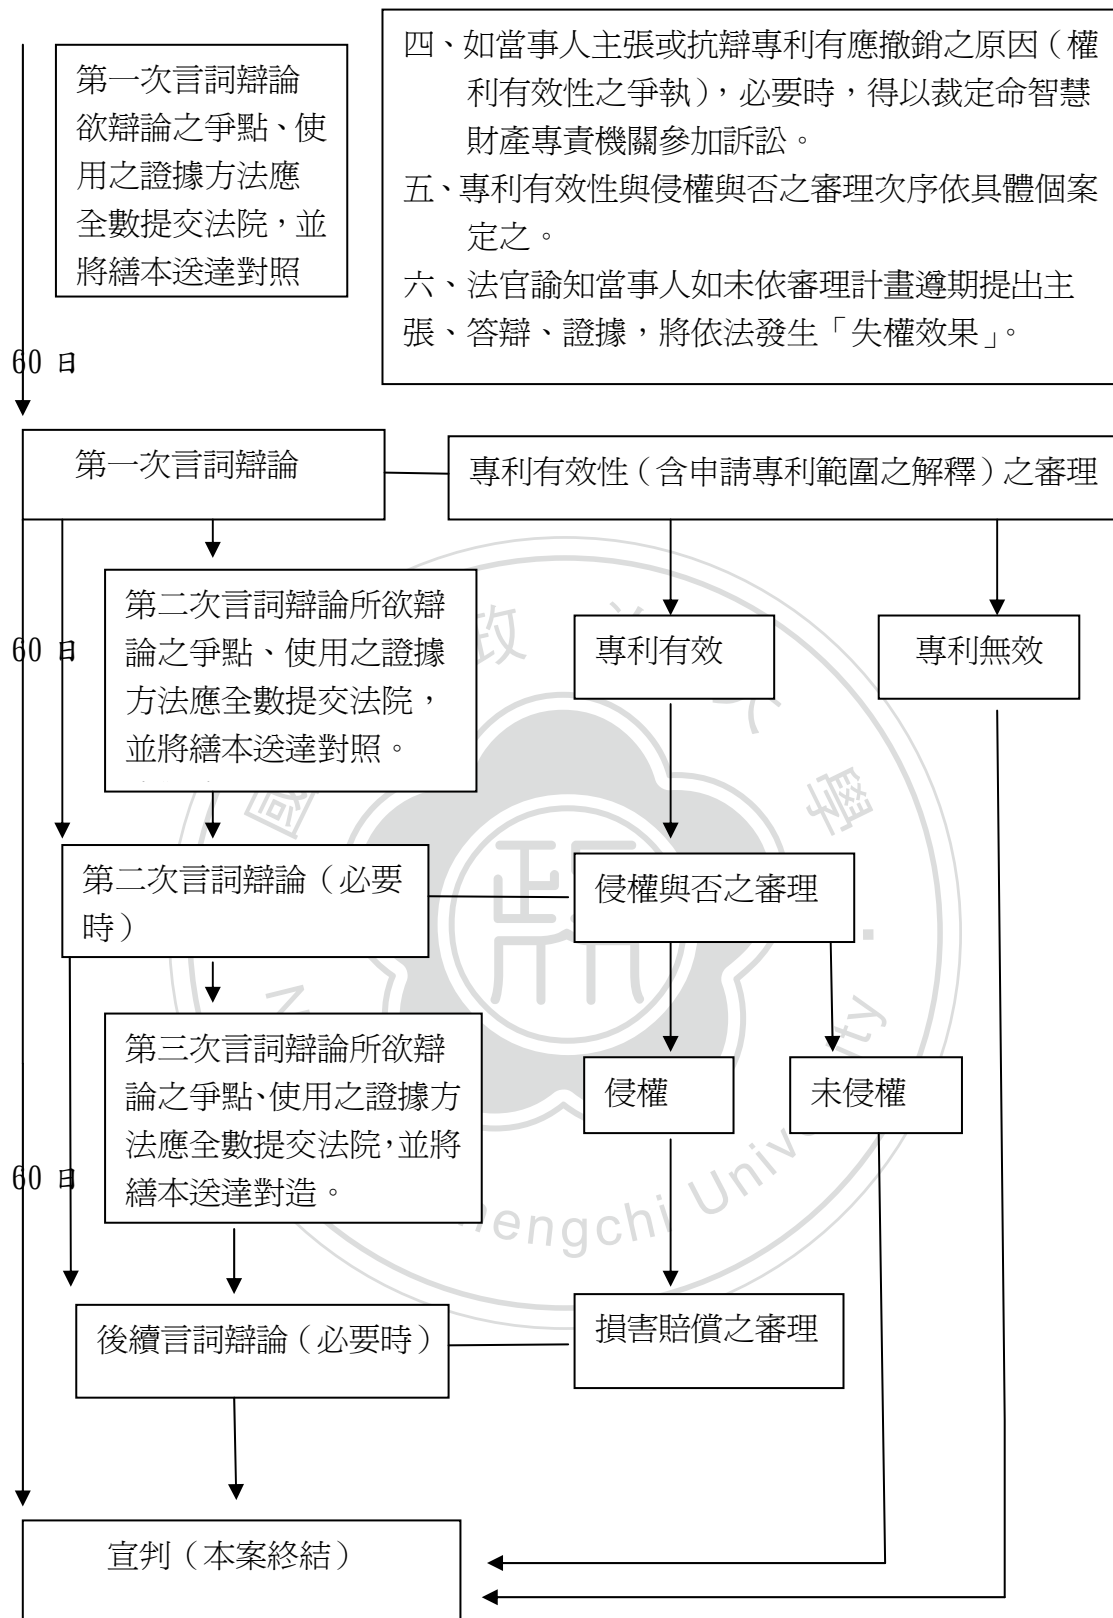 第一次言詞辯論
欲辯論之爭點、使
用之證據方法應
全數提交法院，並
將繕本送達對照
四、如當事人主張或抗辯專利有應撤銷之原因（權
利有效性之爭執），必要時，得以裁定命智慧
財產專責機關參加訴訟。
五、專利有效性與侵權與否之審理次序依具體個案
定之。
六、法官諭知當事人如未依審理計畫遵期提出主
張、答辯、證據，將依法發生「失權效果」。
60 日
第一次言詞辯論
專利有效性（含申請專利範圍之解釋）之審理
第二次言詞辯論所欲辯
論之爭點、使用之證據
方法應全數提交法院，
並將繕本送達對照。
60 日
專利有效
專利無效
第二次言詞辯論（必要
時）
侵權與否之審理
第三次言詞辯論所欲辯
論之爭點、使用之證據方
法應全數提交法院，並將
繕本送達對造。
60 日
侵權
未侵權
後續言詞辯論（必要時）
損害賠償之審理
宣判（本案終結）
國
政
大
學
engchi Univ
ity